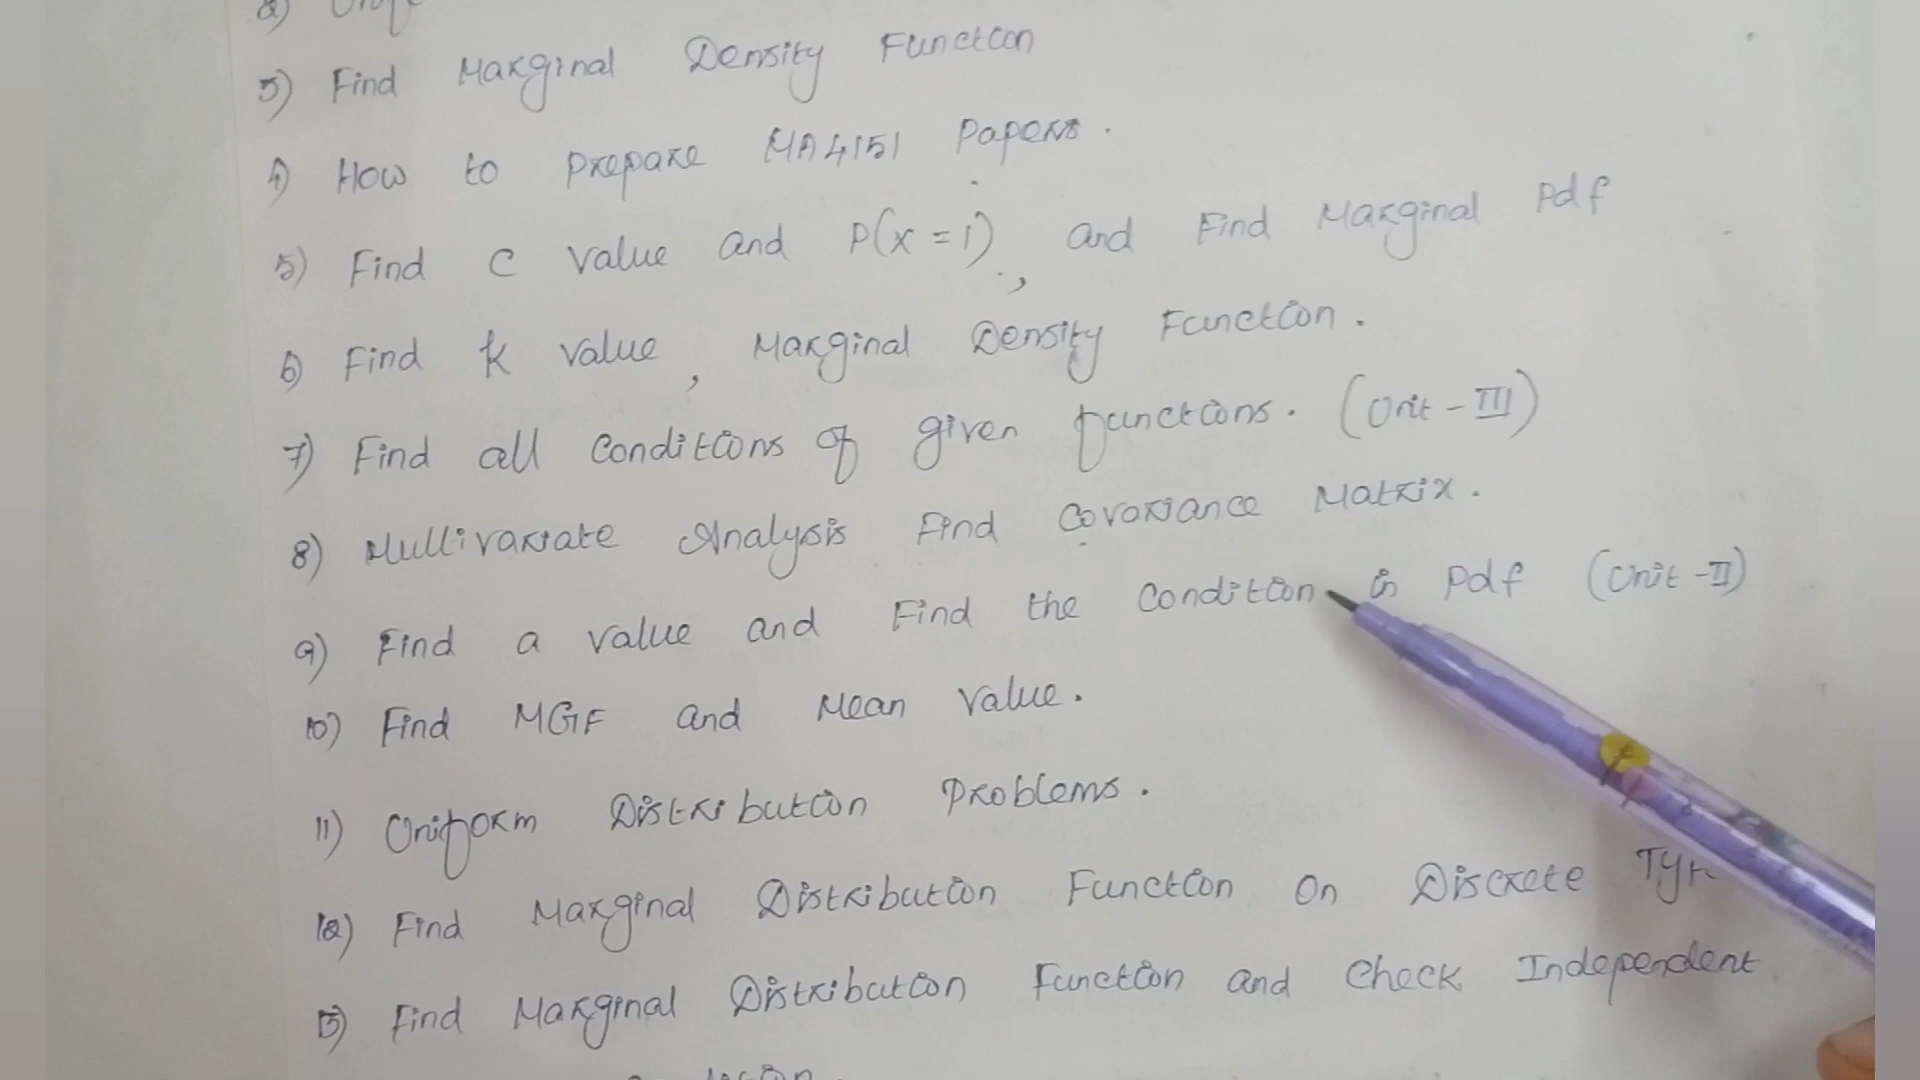 3) Find Marginal Density Function
4) How to prepare MA4151 Papers.
5) Find C value and P(x=1), and Find Marginal Pdf
6) Find k value, Marginal Density Function.
7) Find all Conditions of given functions. (Unit-III)
8) Multivariate Analysis Find Covariance Matrix.
9) Find a value and Find the Condition in Pdf (Unit-II)
10) Find MGF and Mean Value.
11) Uniform Distribution Problems.
12) Find Marginal Distribution Function On Discrete
13) Find Marginal Distribution Function and Check Independent